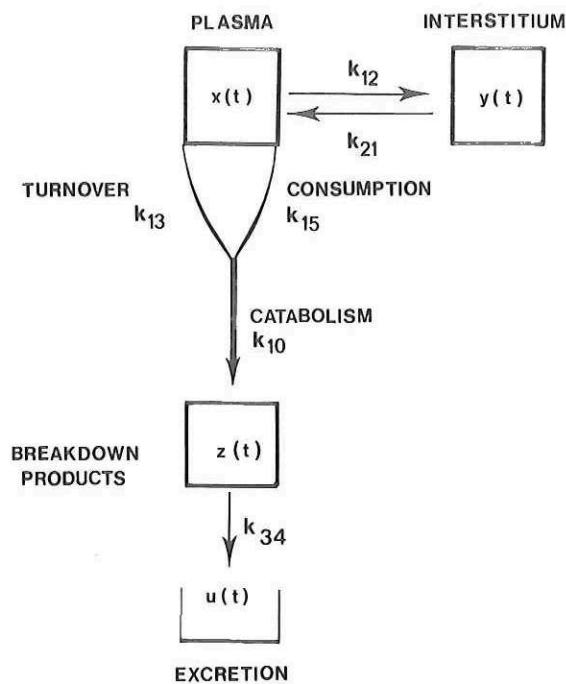 PLASMA
INTERSTITIUM
x(t)
k12
y(t)
k21
TURNOVER
CONSUMPTION
k13
k15
CATABOLISM
k10
BREAKDOWN
PRODUCTS
z(t)
k34
u(t)
EXCRETION